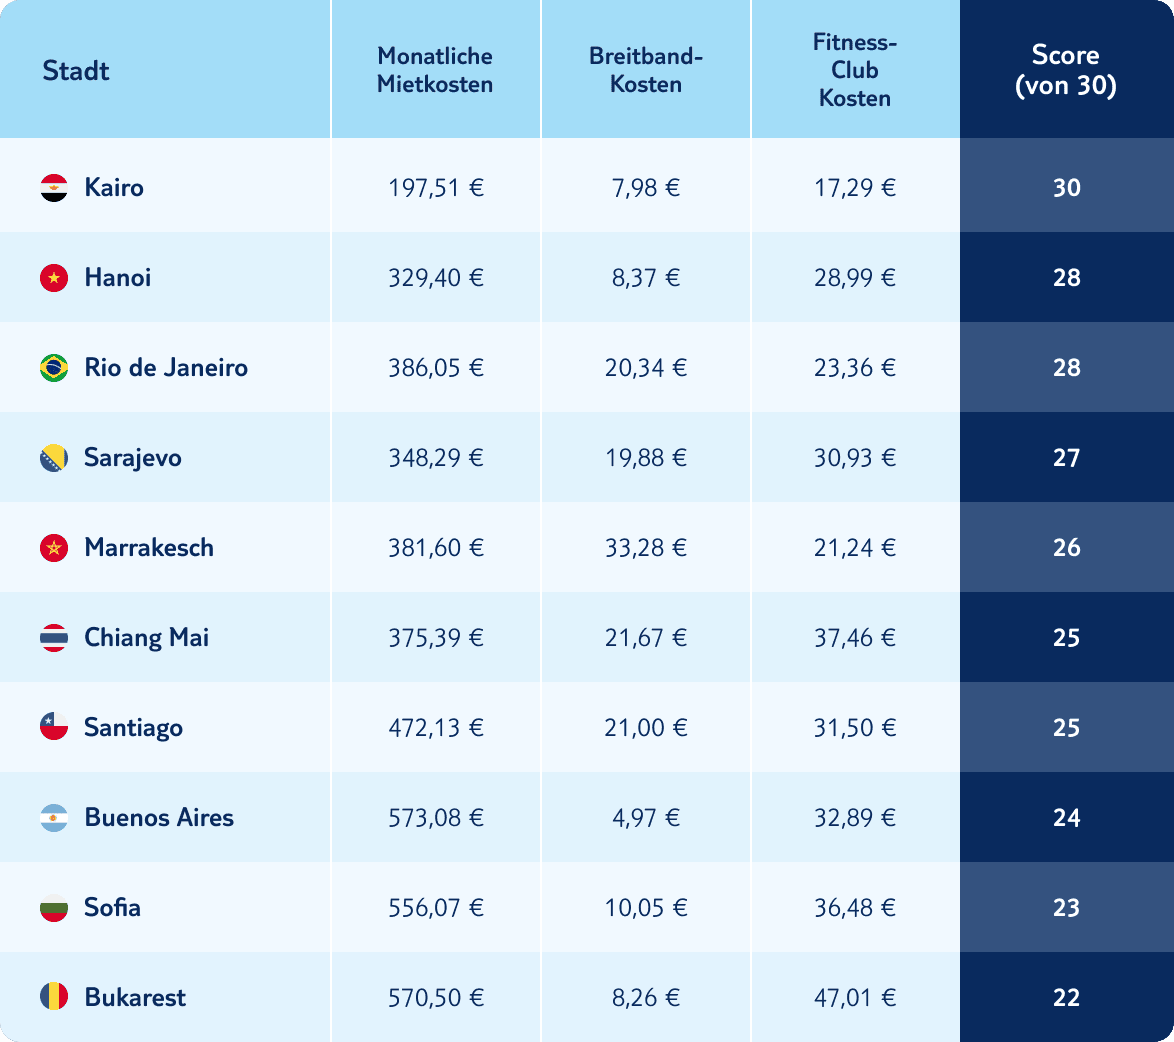 Stadt Monatliche Mietkosten Breitband-Kosten Fitness-Club Kosten Score (von 30)
Kairo 197,51 € 7,98 € 17,29 € 30
Hanoi 329,40 € 8,37 € 28,99 € 28
Rio de Janeiro 386,05 € 20,34 € 23,36 € 28
Sarajevo 348,29 € 19,88 € 30,93 € 27
Marrakesch 381,60 € 33,28 € 21,24 € 26
Chiang Mai 375,39 € 21,67 € 37,46 € 25
Santiago 472,13 € 21,00 € 31,50 € 25
Buenos Aires 573,08 € 4,97 € 32,89 € 24
Sofia 556,07 € 10,05 € 36,48 € 23
Bukarest 570,50 € 8,26 € 47,01 € 22